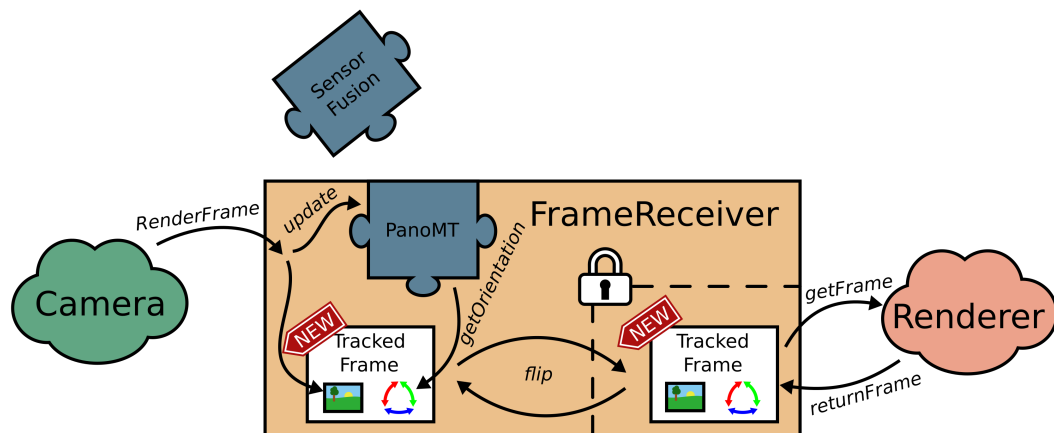 Sensor
Fusion
RenderFrame
update
PanoMT
getOrientation
FrameReceiver
Camera
NEW
Tracked
Frame
flip
NEW
Tracked
Frame
getFrame
Renderer
returnFrame